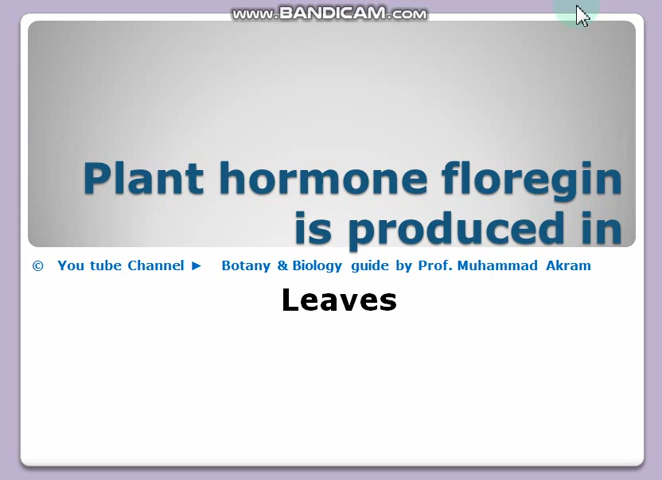 www.BANDICAM.com
Plant hormone floregin
is produced in
© You tube Channel ► Botany & Biology guide by Prof. Muhammad Akram
Leaves